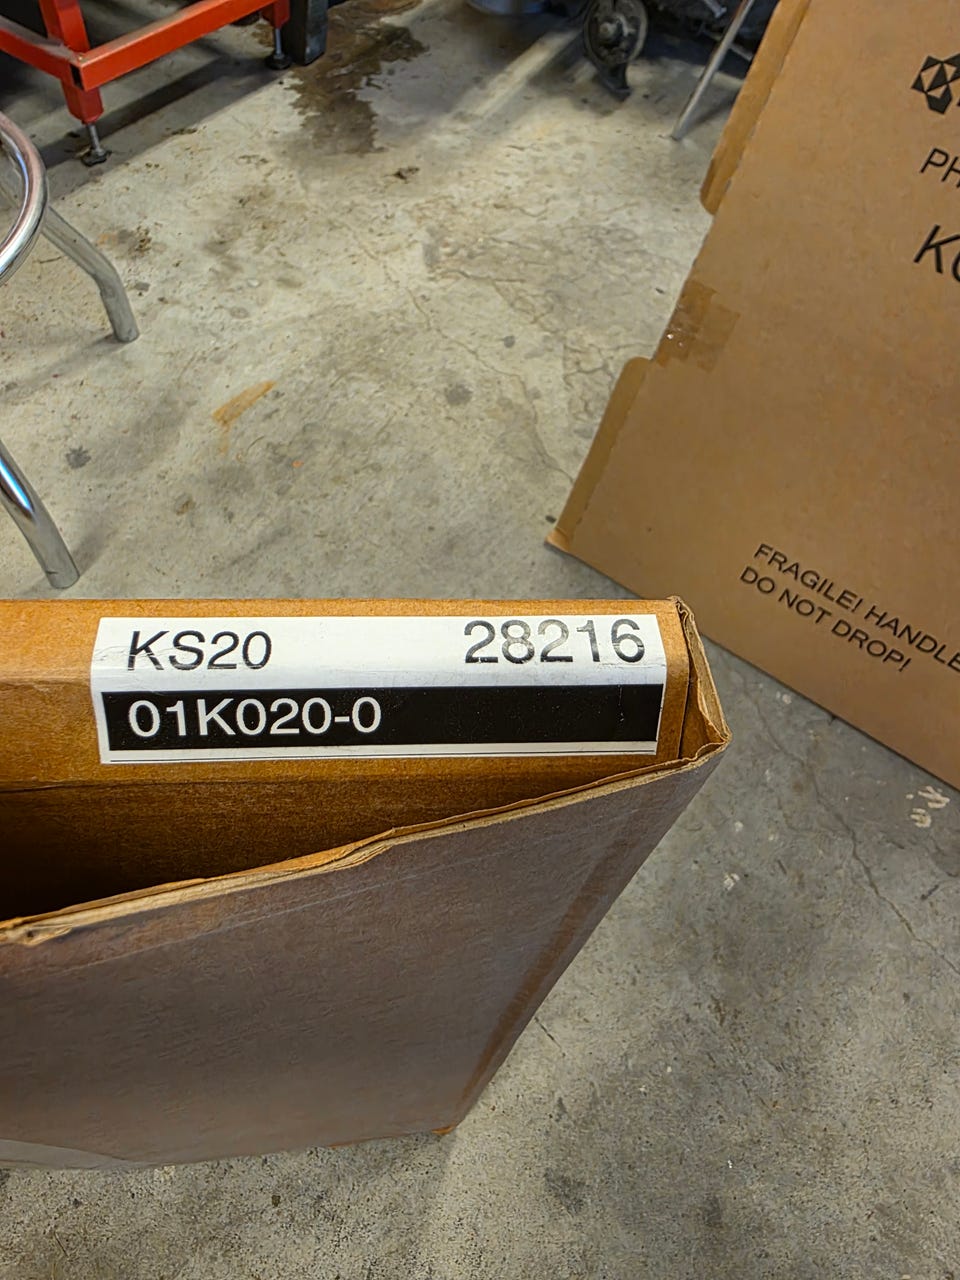 KS20 28216
01K020-0
PH
FRAGILE! HANDLE
DO NOT DROP!